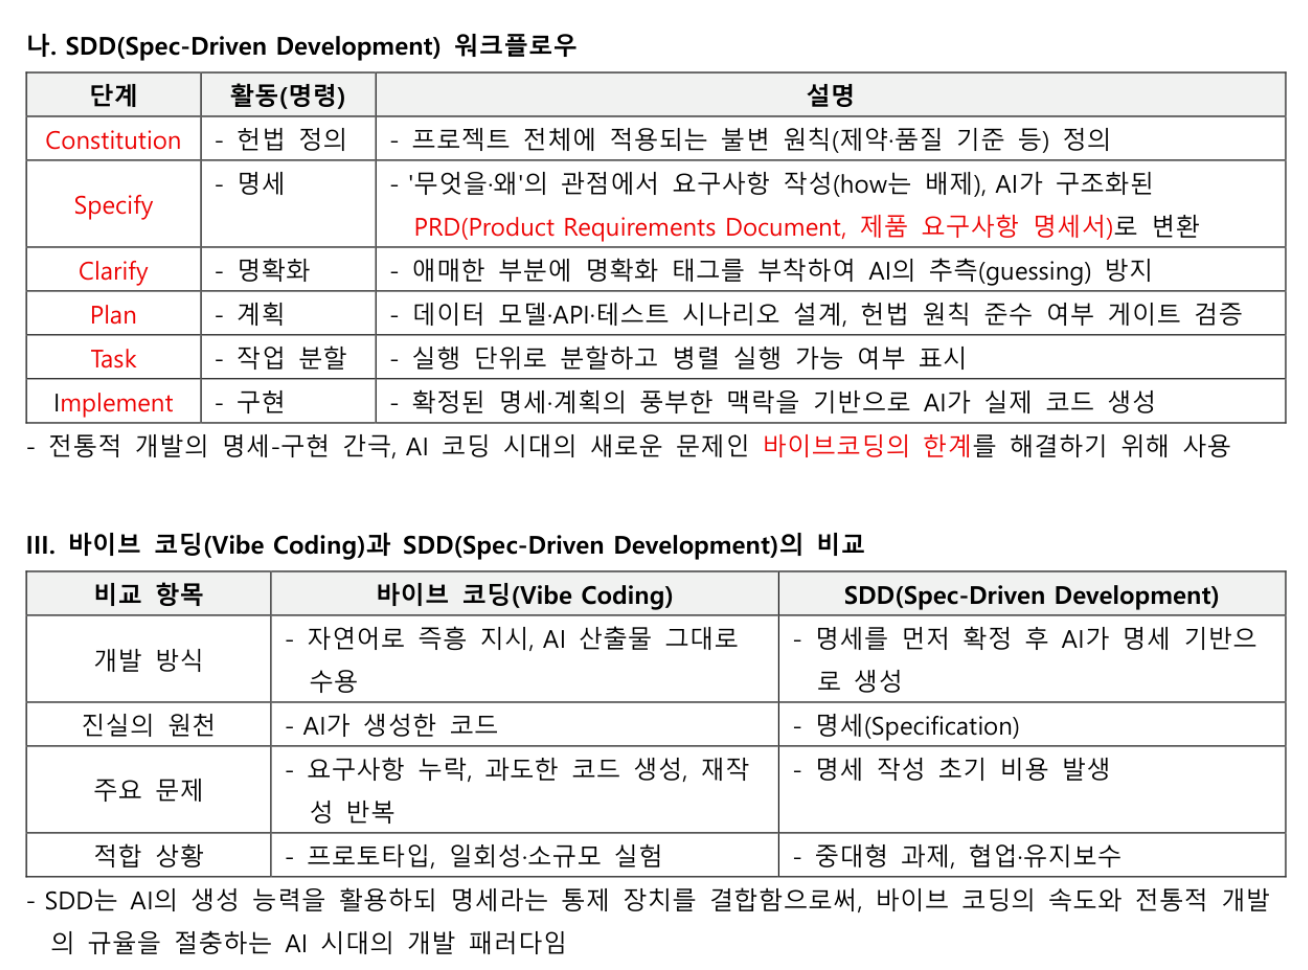 나. SDD(Spec-Driven Development) 워크플로우
단계 활동(명령) 설명
Constitution - 헌법 정의 - 프로젝트 전체에 적용되는 불변 원칙(제약·품질 기준 등) 정의
Specify - 명세 - '무엇을·왜'의 관점에서 요구사항 작성(how는 배제), AI가 구조화된
PRD(Product Requirements Document, 제품 요구사항 명세서)로 변환
Clarify - 명확화 - 애매한 부분에 명확화 태그를 부착하여 AI의 추측(guessing) 방지
Plan - 계획 - 데이터 모델·API·테스트 시나리오 설계, 헌법 원칙 준수 여부 게이트 검증
Task - 작업 분할 - 실행 단위로 분할하고 병렬 실행 가능 여부 표시
Implement - 구현 - 확정된 명세·계획의 풍부한 맥락을 기반으로 AI가 실제 코드 생성
- 전통적 개발의 명세-구현 간극, AI 코딩 시대의 새로운 문제인 바이브코딩의 한계를 해결하기 위해 사용
III. 바이브 코딩(Vibe Coding)과 SDD(Spec-Driven Development)의 비교
비교 항목 바이브 코딩(Vibe Coding) SDD(Spec-Driven Development)
개발 방식 - 자연어로 즉흥 지시, AI 산출물 그대로 수용 - 명세를 먼저 확정 후 AI가 명세 기반으로 생성
진실의 원천 - AI가 생성한 코드 - 명세(Specification)
주요 문제 - 요구사항 누락, 과도한 코드 생성, 재작성 반복 - 명세 작성 초기 비용 발생
적합 상황 - 프로토타입, 일회성·소규모 실험 - 중대형 과제, 협업·유지보수
- SDD는 AI의 생성 능력을 활용하되 명세라는 통제 장치를 결합함으로써, 바이브 코딩의 속도와 전통적 개발
의 규율을 절충하는 AI 시대의 개발 패러다임